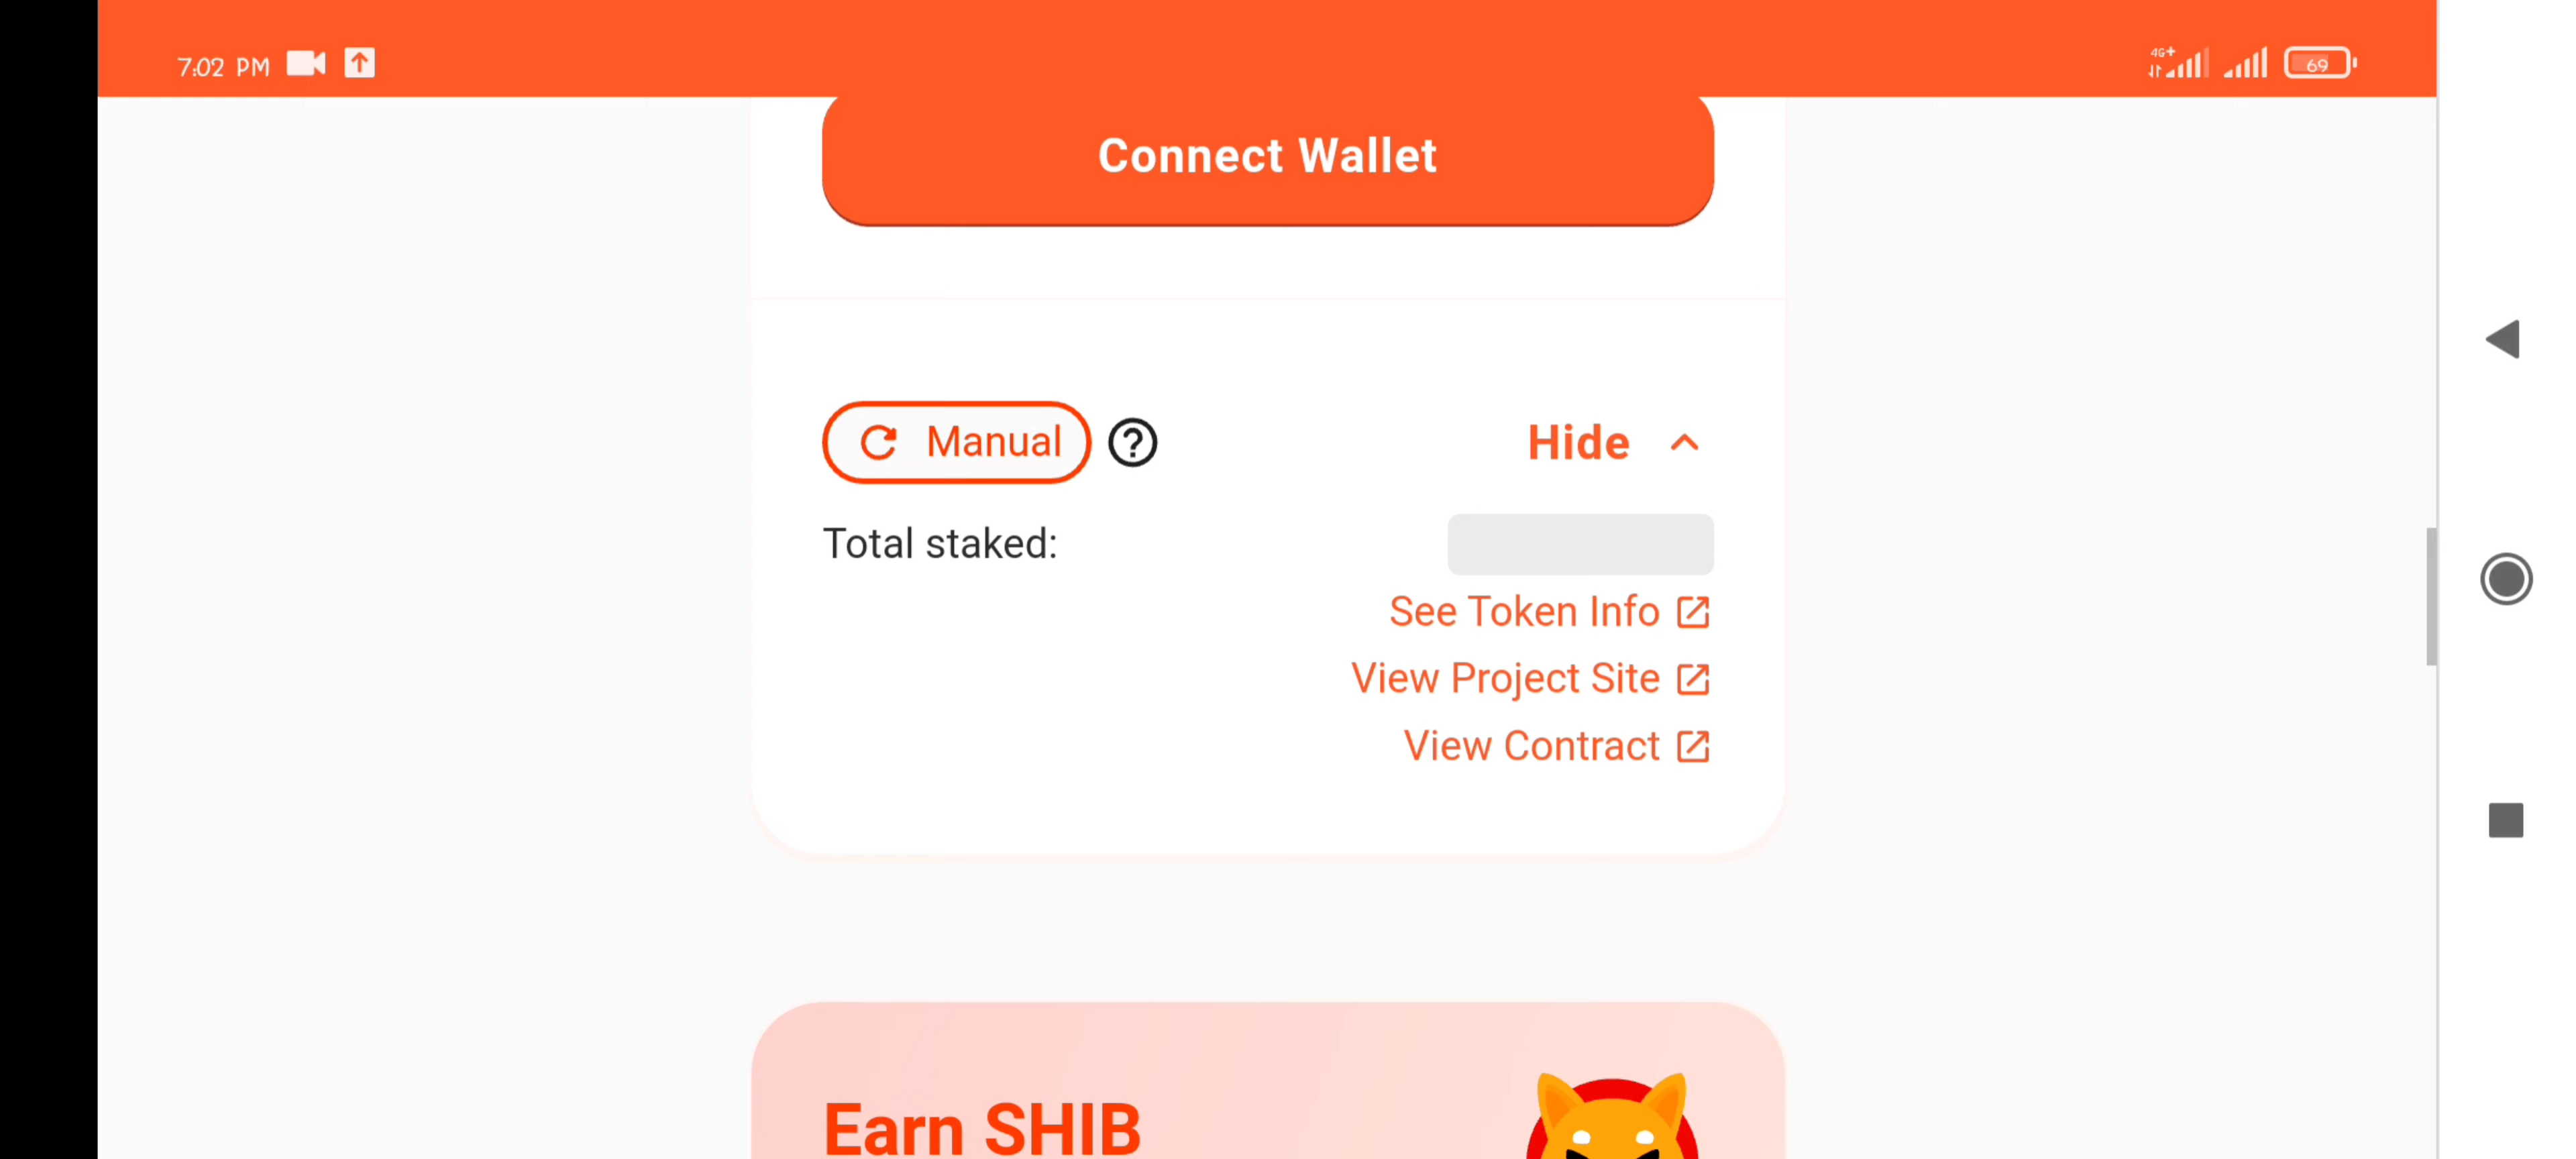 7:02 PM
4G+
69
Connect Wallet
Manual
Hide
Total staked:
See Token Info
View Project Site
View Contract
Earn SHIB